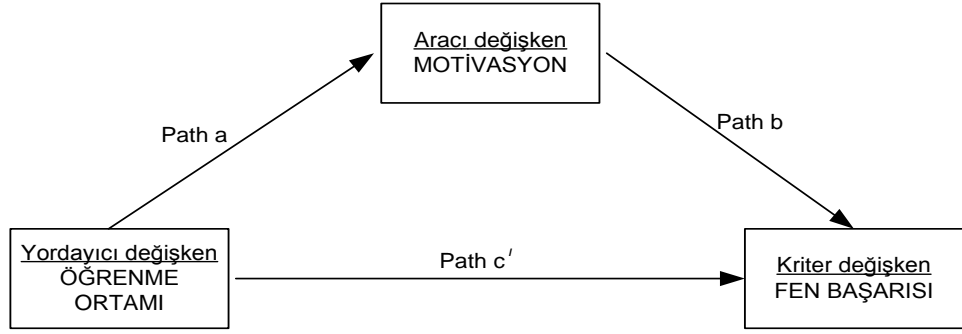 Aracı değişken
MOTİVASYON
Path a
Path b
Yordayıcı değişken
ÖĞRENME
ORTAMI
Path c'
Kriter değişken
FEN BAŞARISI